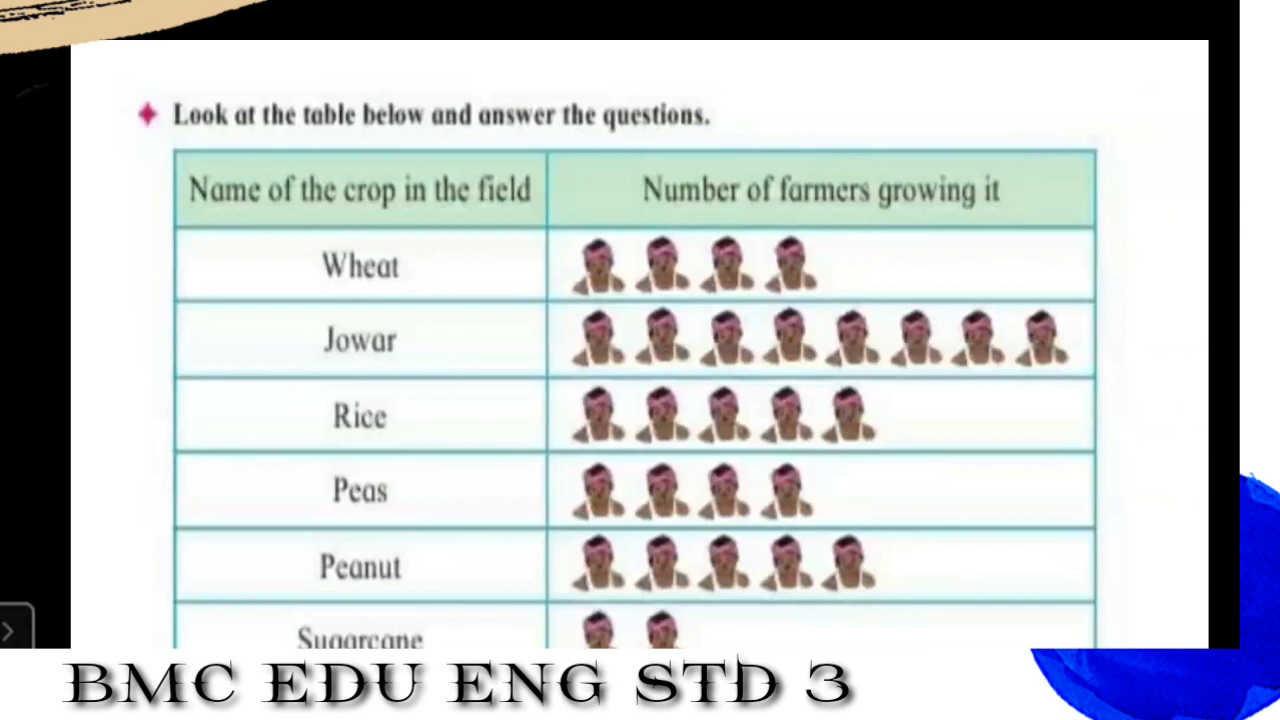 Look at the table below and answer the questions.
Name of the crop in the field Number of farmers growing it
Wheat
Jowar
Rice
Peas
Peanut
Sugarcane
BMC EDU ENG STD 3